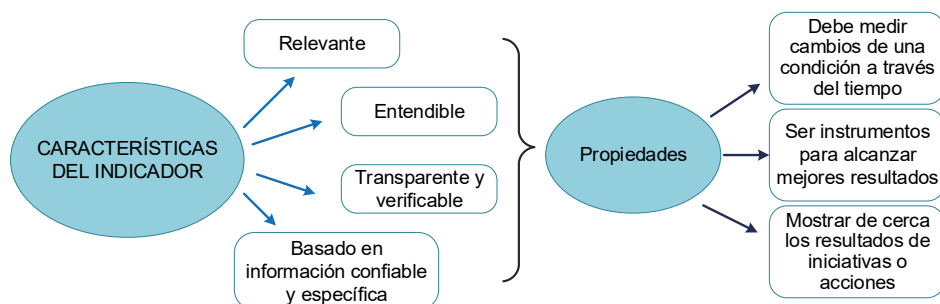 CARACTERÍSTICAS
DEL INDICADOR
Relevante
Entendible
Transparente y
verificable
Basado en
información confiable
y específica
Propiedades
Debe medir
cambios de una
condición a través
del tiempo
Ser instrumentos
para alcanzar
mejores resultados
Mostrar de cerca
los resultados de
iniciativas o
acciones